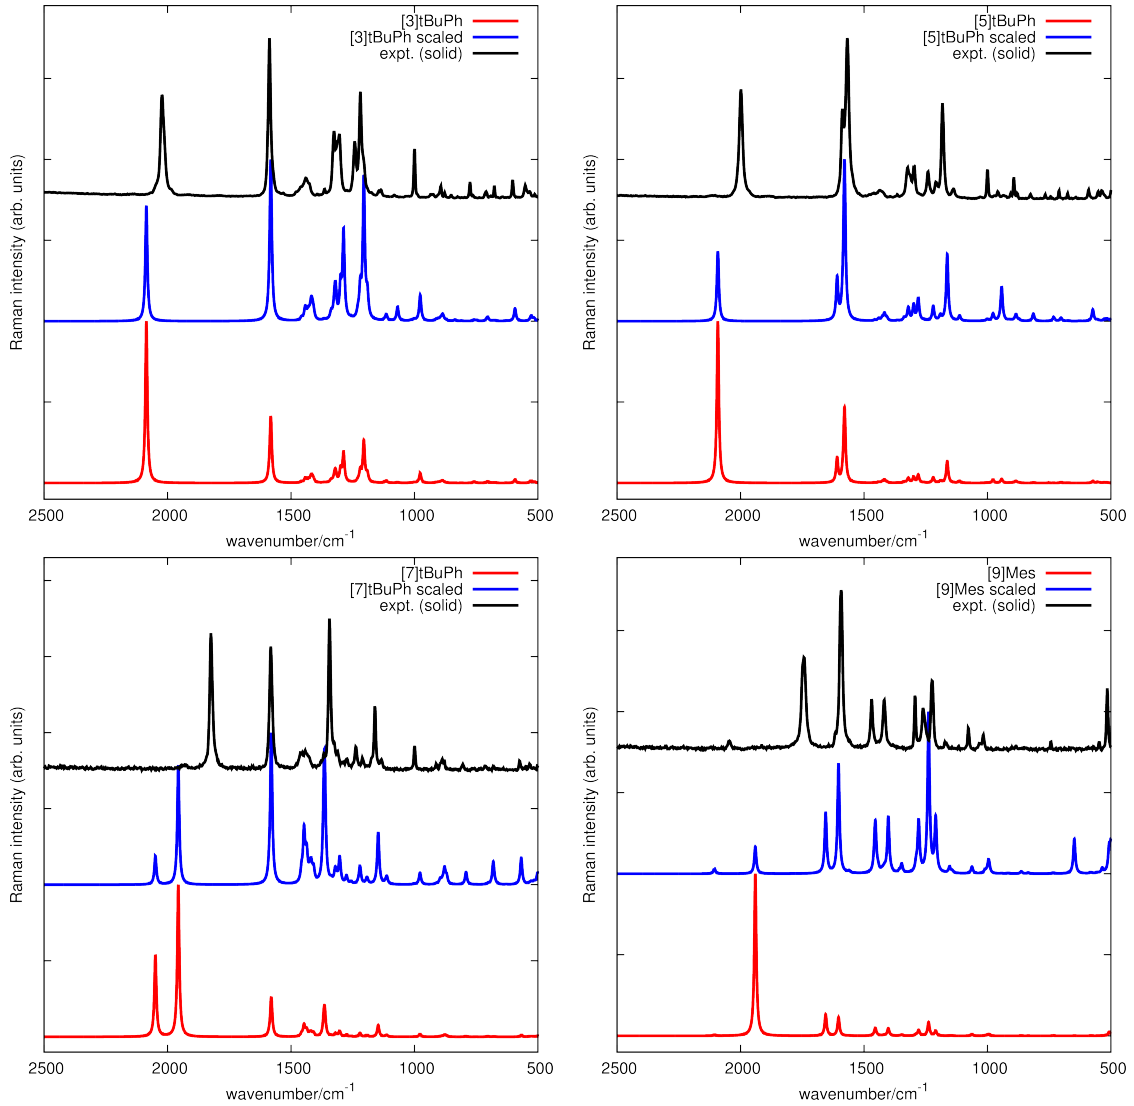 [3]tBuPh
[3]tBuPh scaled
expt. (solid)
Raman intensity (arb. units)
2500 2000 1500 1000 500
wavenumber/cm-1
[5]tBuPh
[5]tBuPh scaled
expt. (solid)
Raman intensity (arb. units)
2500 2000 1500 1000 500
wavenumber/cm-1
[7]tBuPh
[7]tBuPh scaled
expt. (solid)
Raman intensity (arb. units)
2500 2000 1500 1000 500
wavenumber/cm-1
[9]Mes
[9]Mes scaled
expt. (solid)
Raman intensity (arb. units)
2500 2000 1500 1000 500
wavenumber/cm-1